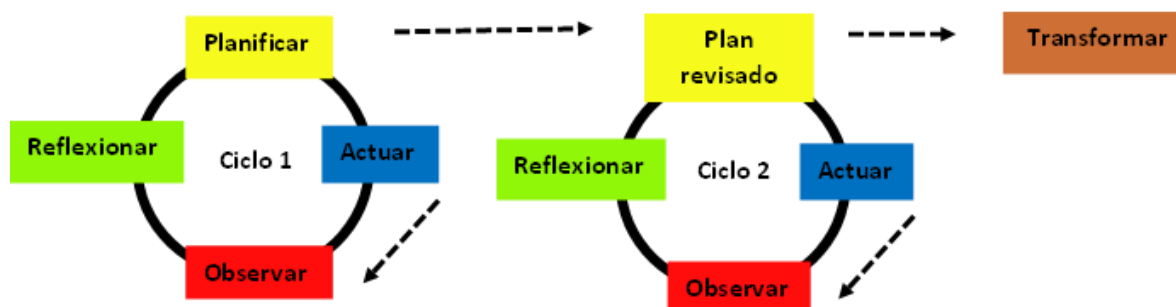 Planificar
Reflexionar
Ciclo 1
Actuar
Observar
Plan
revisado
Reflexionar
Ciclo 2
Actuar
Observar
Transformar